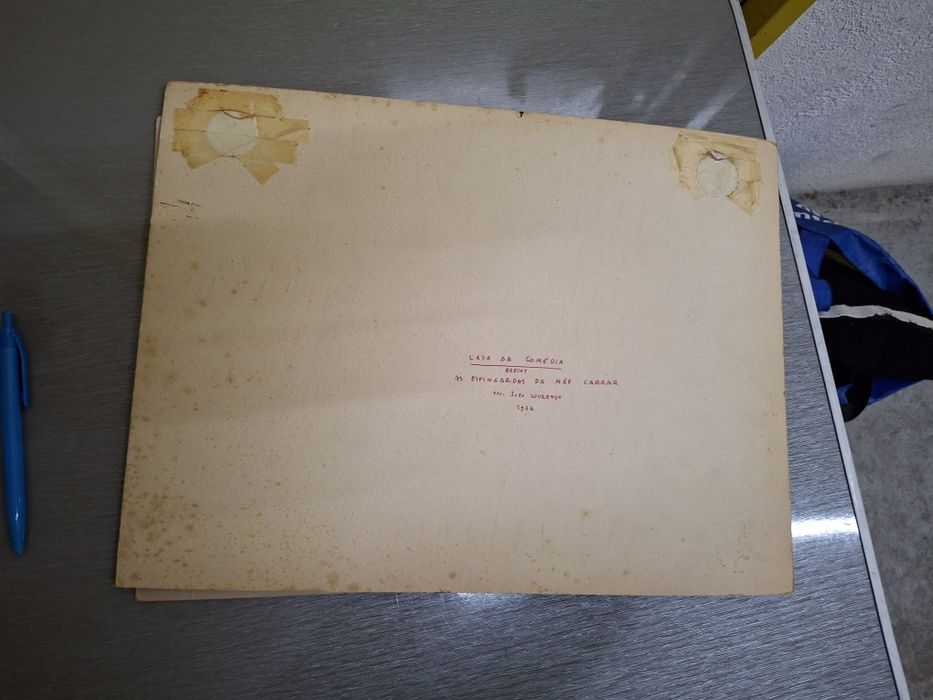 CASA DA COMÉDIA
BRECHT
AS ESPINGARDAS DA MÃE CARRAR
ENC. JOÃO LOURENÇO
1974